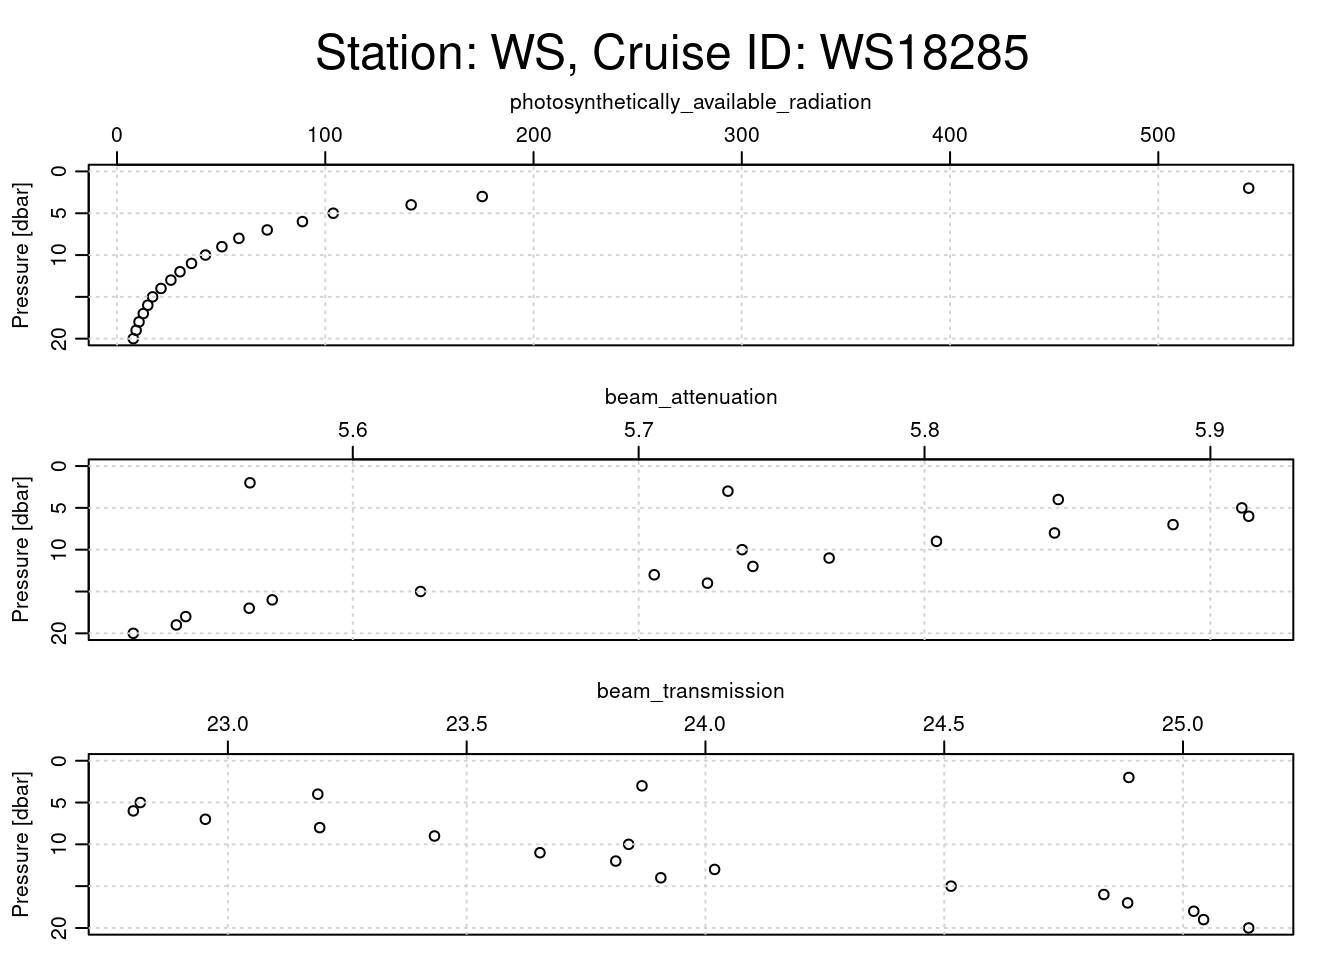 Station: WS, Cruise ID: WS18285
photosynthetically_available_radiation
0 100 200 300 400 500
Pressure [dbar]
0
5
10
20
beam_attenuation
5.6 5.7 5.8 5.9
Pressure [dbar]
0
5
10
20
beam_transmission
23.0 23.5 24.0 24.5 25.0
Pressure [dbar]
0
5
10
20